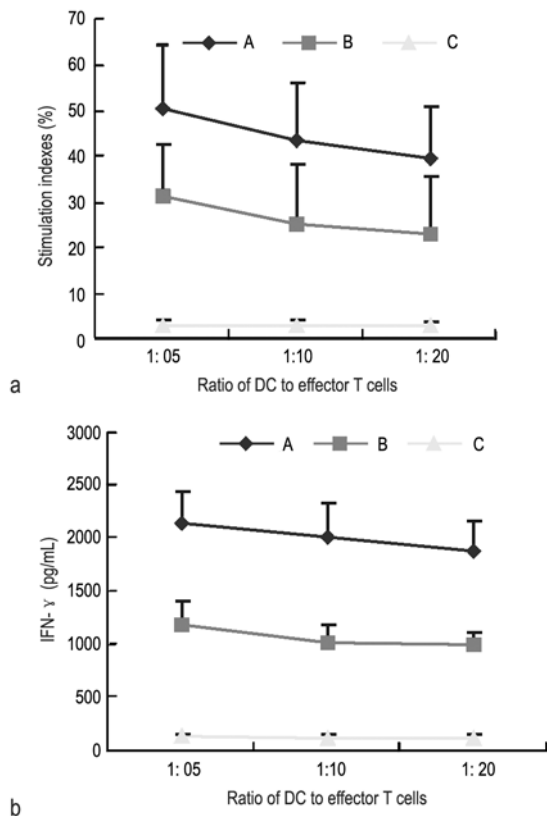 70
60
50
40
30
20
10
0
A B C
Stimulation indexes (%)
1: 05 1:10 1: 20
Ratio of DC to effector T cells
a
3000
2500
2000
1500
1000
500
0
A B C
IFN- γ (pg/mL)
1: 05 1:10 1: 20
Ratio of DC to effector T cells
b